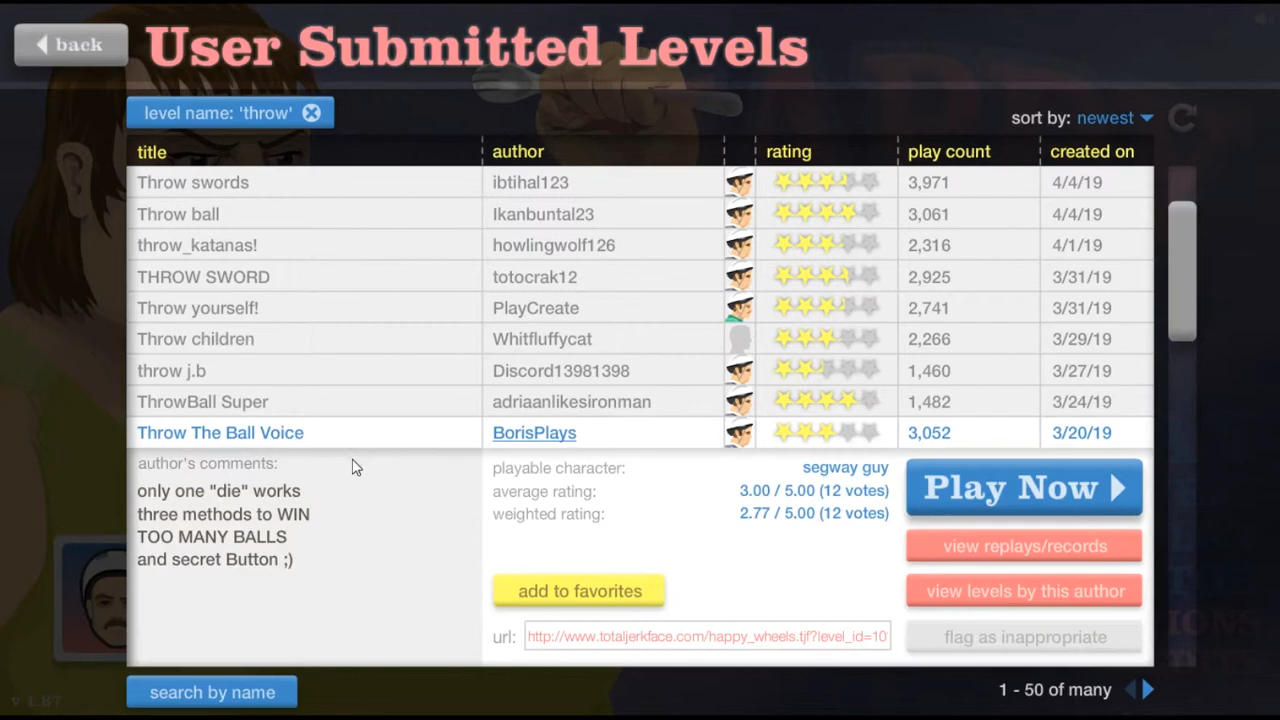 back
User Submitted Levels
level name: 'throw'
sort by: newest
title author rating play count created on
Throw swords ibtihal123 3,971 4/4/19
Throw ball Ikanbuntal23 3,061 4/4/19
throw_katanas! howlingwolf126 2,316 4/1/19
THROW SWORD totocrak12 2,925 3/31/19
Throw yourself! PlayCreate 2,741 3/31/19
Throw children Whitfluffycat 2,266 3/29/19
throw j.b Discord13981398 1,460 3/27/19
ThrowBall Super adriaanlikesironman 1,482 3/24/19
Throw The Ball Voice BorisPlays 3,052 3/20/19
author's comments:
only one "die" works
three methods to WIN
TOO MANY BALLS
and secret Button ;)
playable character: segway guy
average rating: 3.00 / 5.00 (12 votes)
weighted rating: 2.77 / 5.00 (12 votes)
Play Now
view replays/records
add to favorites
view levels by this author
url: http://www.totaljerkface.com/happy_wheels.tjf?level_id=10
flag as inappropriate
search by name
1 - 50 of many
v 1.87